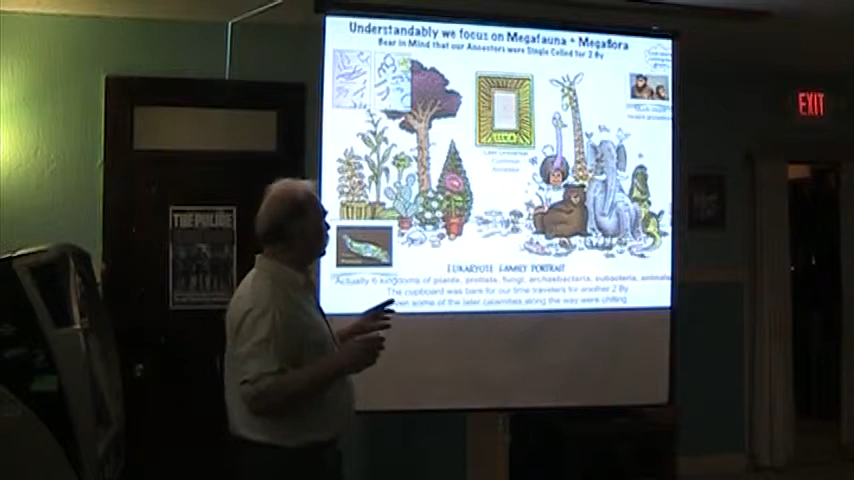 Understandably we focus on Megafauna + Megaflora
Bear in Mind that our Ancestors were Single Celled for 2 By
EXIT
LUCA
Last Universal
Common
Ancestor
THE POLICE
EUKARYOTE FAMILY PORTRAIT
Actually 6 kingdoms of plants, protists, fungi, archaebacteria, eubacteria, animals
The cupboard was bare for our time travelers for another 2 By
some of the later calamities along the way were chilling